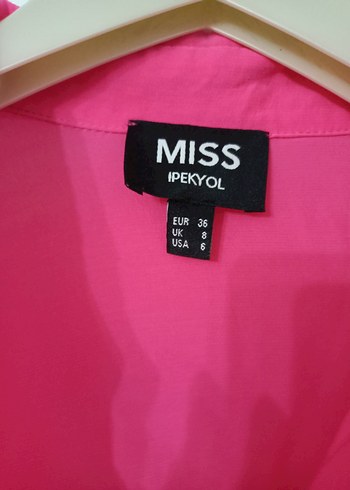 MISS
IPEKYOL
EUR 36
UK 8
USA 6